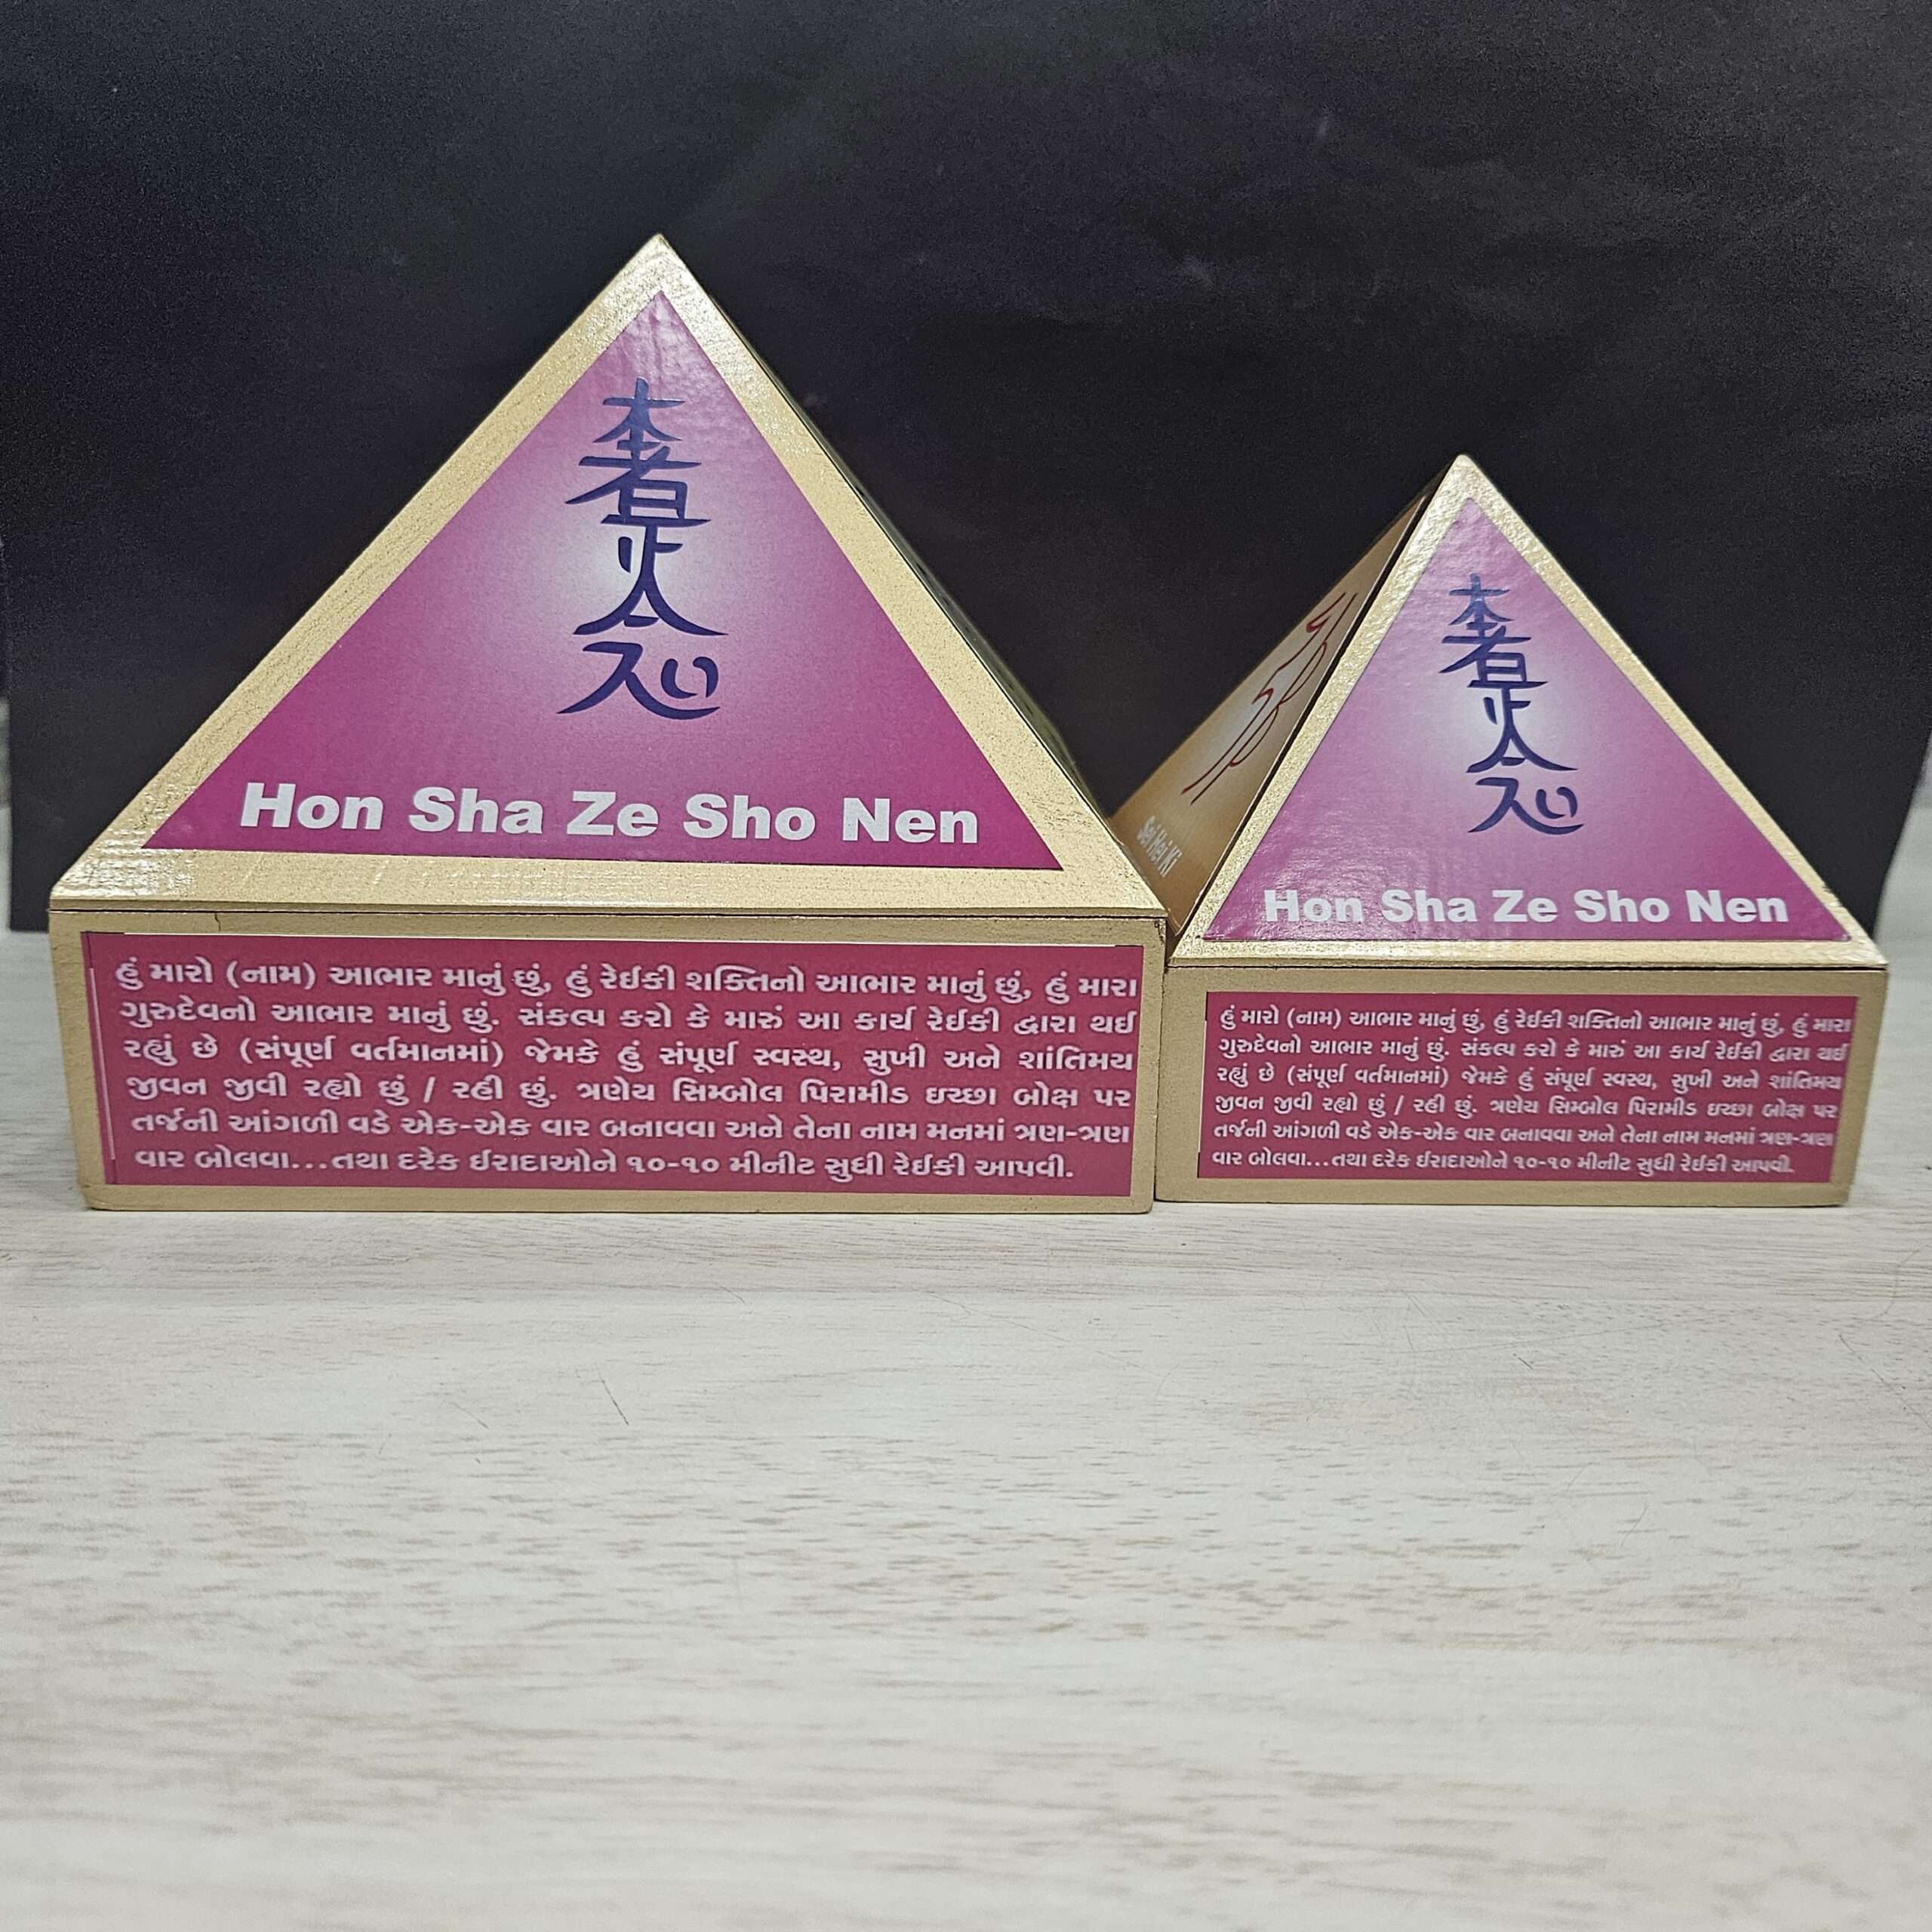 Hon Sha Ze Sho Nen
હું મારો (નામ) આભાર માનું છું, હું રેઈકી શક્તિનો આભાર માનું છું, હું મારા
ગુરુદેવનો આભાર માનું છું. સંકલ્પ કરો કે મારું આ કાર્ય રેઈકી દ્વારા થઈ
રહ્યું છે (સંપૂર્ણ વર્તમાનમાં) જેમકે હું સંપૂર્ણ સ્વસ્થ, સુખી અને શાંતિમય
જીવન જીવી રહ્યો છું / રહી છું. ત્રણેય સિમ્બોલ પિરામીડ ઇચ્છા બોક્ષ પર
તર્જની આંગળી વડે એક-એક વાર બનાવવા અને તેના નામ મનમાં ત્રણ-ત્રણ
વાર બોલવા...તથા દરેક ઈરાદાઓને ૧૦-૧૦ મીનીટ સુધી રેઈકી આપવી.
Sei Hei Ki
Hon Sha Ze Sho Nen
હું મારો (નામ) આભાર માનું છું, હું રેઈકી શક્તિનો આભાર માનું છું, હું મારા
ગુરુદેવનો આભાર માનું છું. સંકલ્પ કરો કે મારું આ કાર્ય રેઈકી દ્વારા થઈ
રહ્યું છે (સંપૂર્ણ વર્તમાનમાં) જેમકે હું સંપૂર્ણ સ્વસ્થ, સુખી અને શાંતિમય
જીવન જીવી રહ્યો છું / રહી છું. ત્રણેય સિમ્બોલ પિરામીડ ઇચ્છા બોક્ષ પર
તર્જની આંગળી વડે એક-એક વાર બનાવવા અને તેના નામ મનમાં ત્રણ-ત્રણ
વાર બોલવા...તથા દરેક ઈરાદાઓને ૧૦-૧૦ મીનીટ સુધી રેઈકી આપવી.